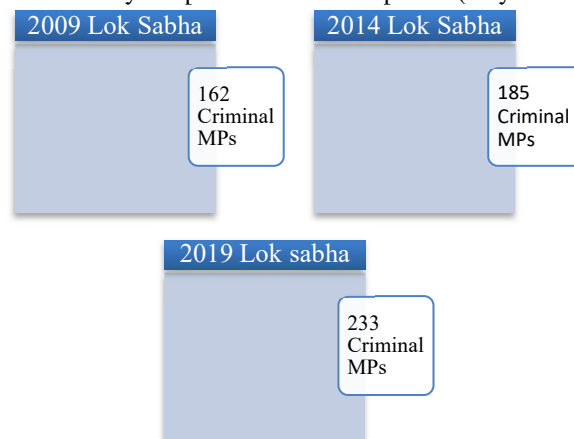 2009 Lok Sabha
2014 Lok Sabha
162
Criminal
MPs
185
Criminal
MPs
2019 Lok sabha
233
Criminal
MPs